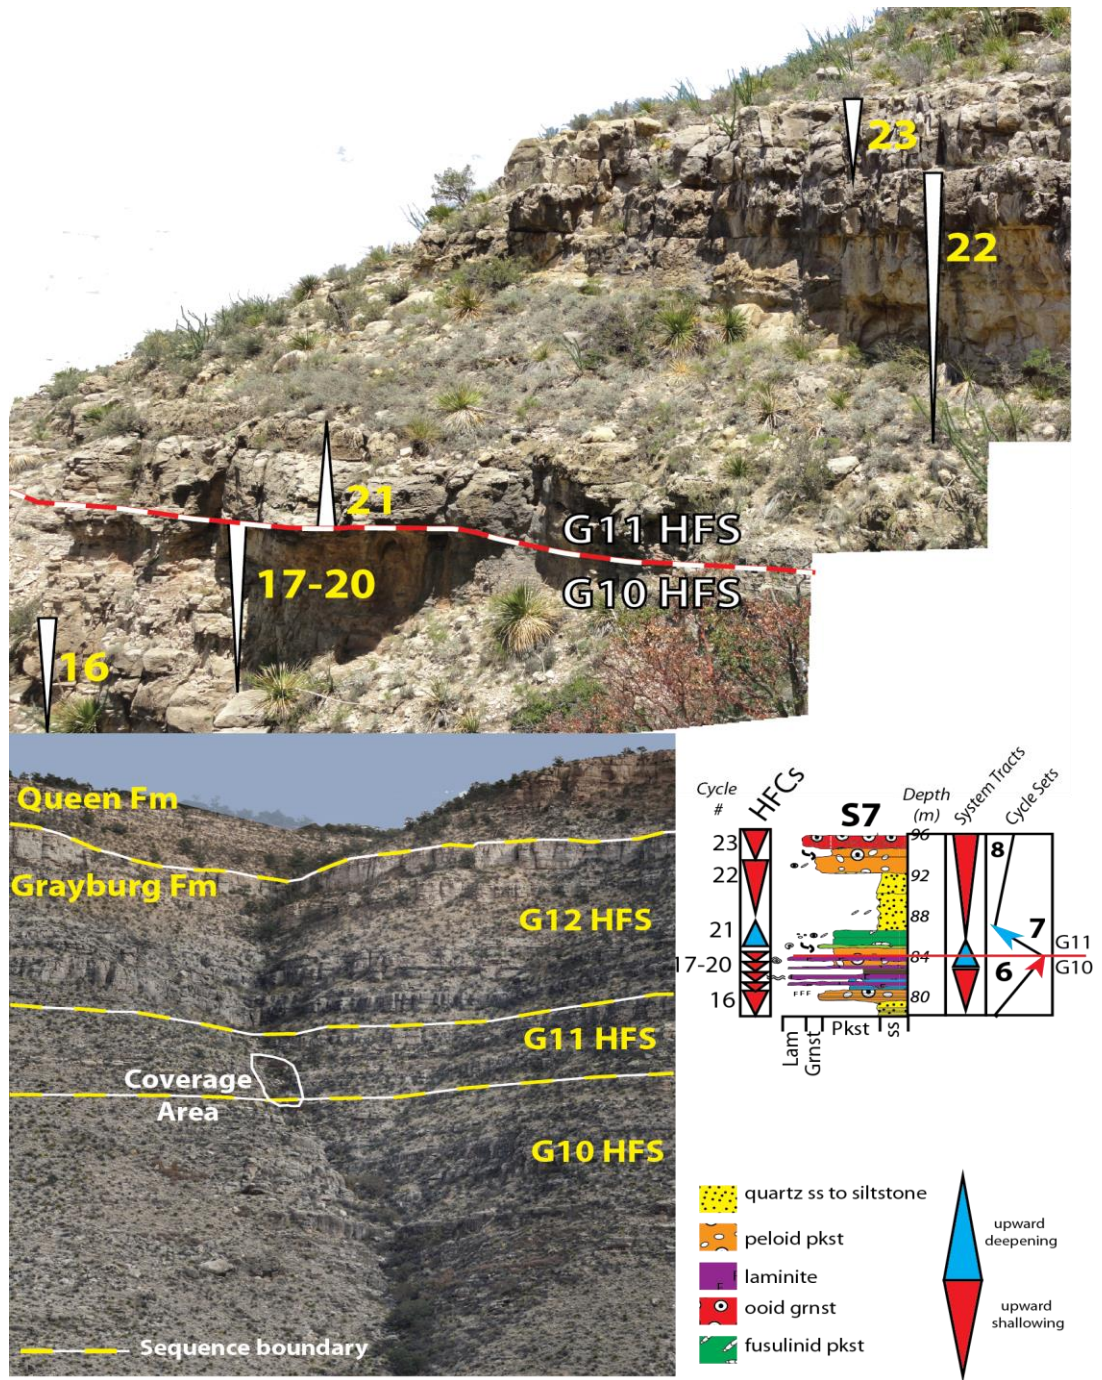 23
22
21
G11 HFS
G10 HFS
17-20
16
Queen Fm
Grayburg Fm
G12 HFS
G11 HFS
Coverage
Area
G10 HFS
Sequence boundary
Cycle
#
HFCs
S7
Depth
(m)
System Tracts
Cycle Sets
23
22
21
17-20
16
96
92
88
84
80
8
7
6
G11
G10
F F F
Lam
Grnst
Pkst
ss
quartz ss to siltstone
peloid pkst
laminite
F
F
ooid grnst
fusulinid pkst
upward
deepening
upward
shallowing